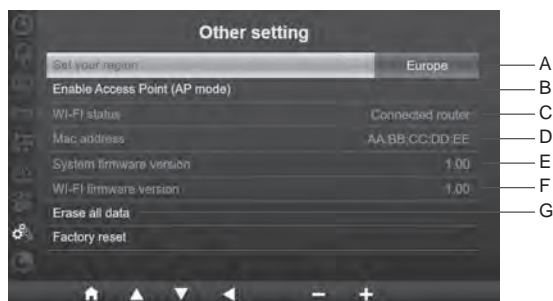 Other setting
Set your region Europe A
Enable Access Point (AP mode) B
WI-FI status Connected router C
Mac address AA:BB:CC:DD:EE D
System firmware version 1.00 E
WI-FI firmware version 1.00 F
Erase all data G
Factory reset